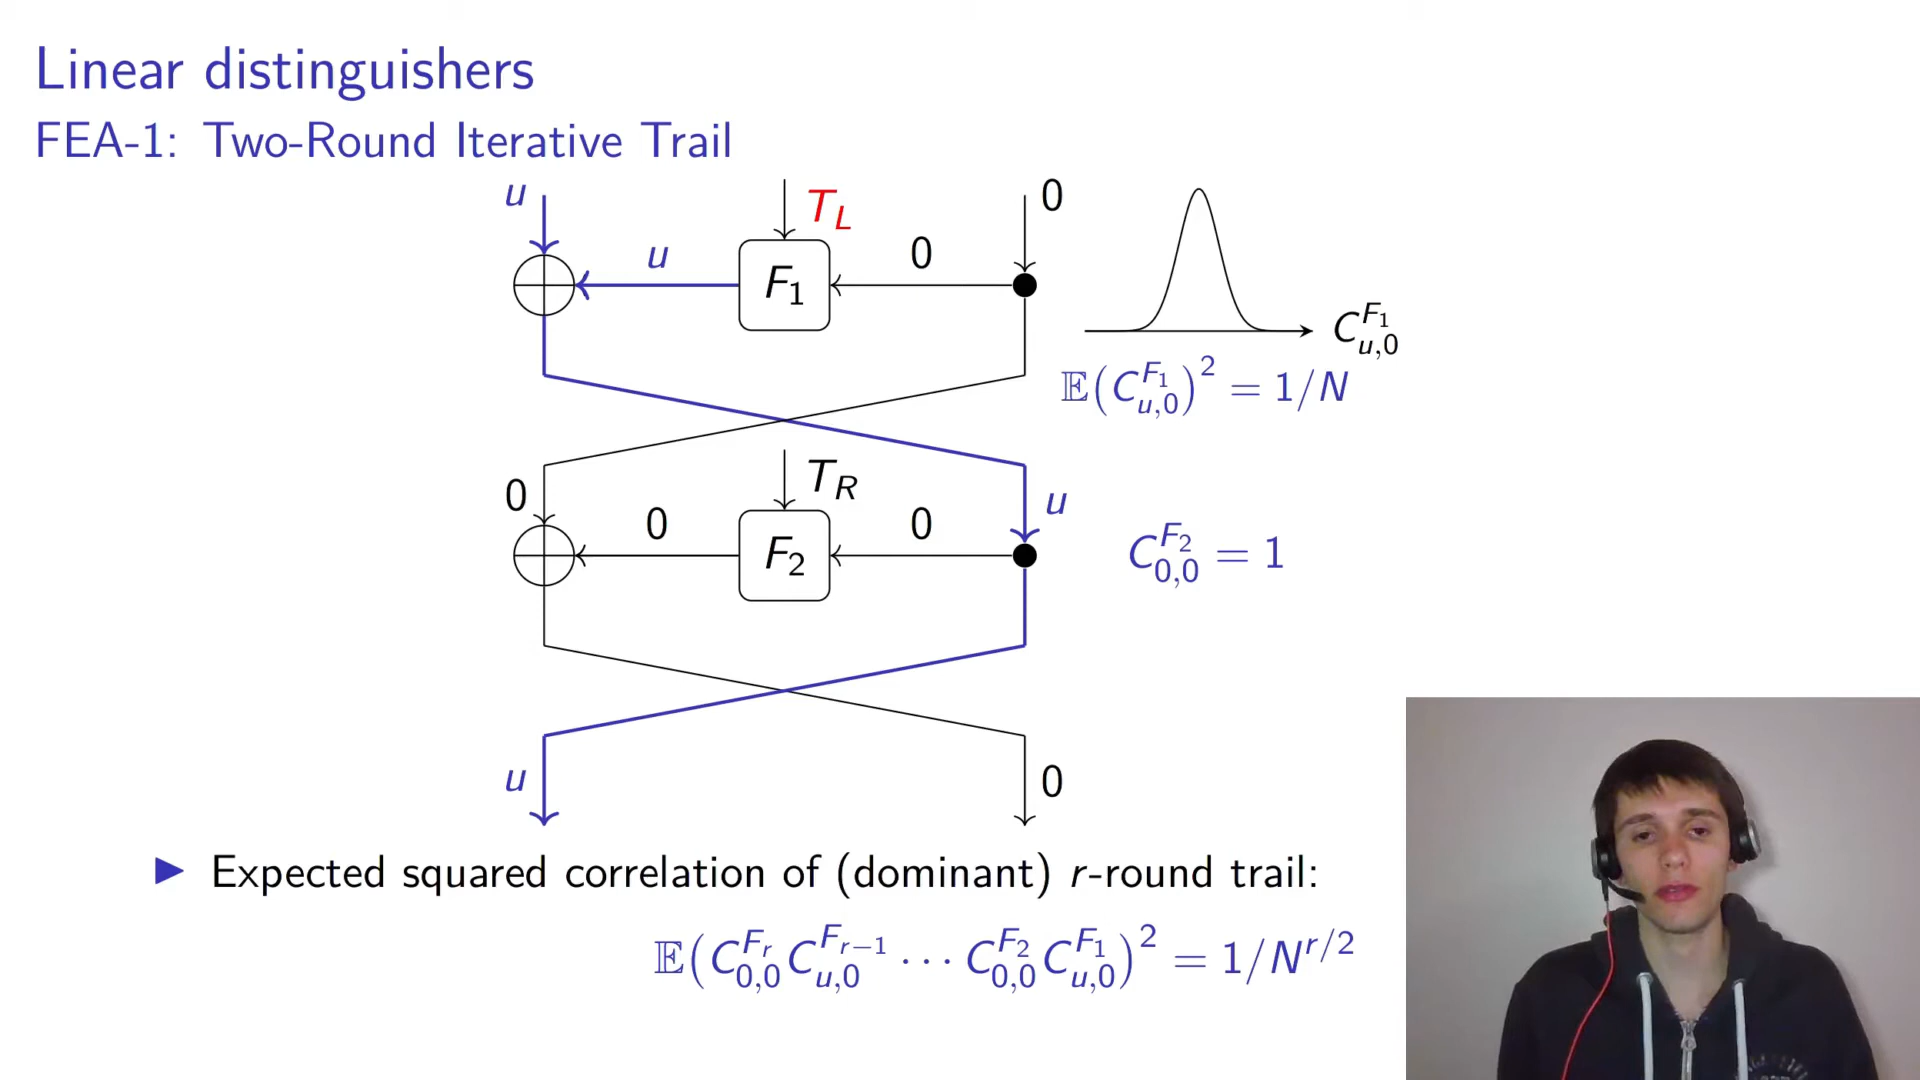 Linear distinguishers
FEA-1: Two-Round Iterative Trail
u
T_L
0
u
F_1
0
C^{F_1}_{u,0}
𝔼(C^{F_1}_{u,0})^2 = 1/N
0
T_R
u
0
F_2
0
C^{F_2}_{0,0} = 1
u
0
▶ Expected squared correlation of (dominant) r-round trail:
𝔼(C^{F_r}_{0,0} C^{F_{r-1}}_{u,0} ··· C^{F_2}_{0,0} C^{F_1}_{u,0})^2 = 1/N^{r/2}